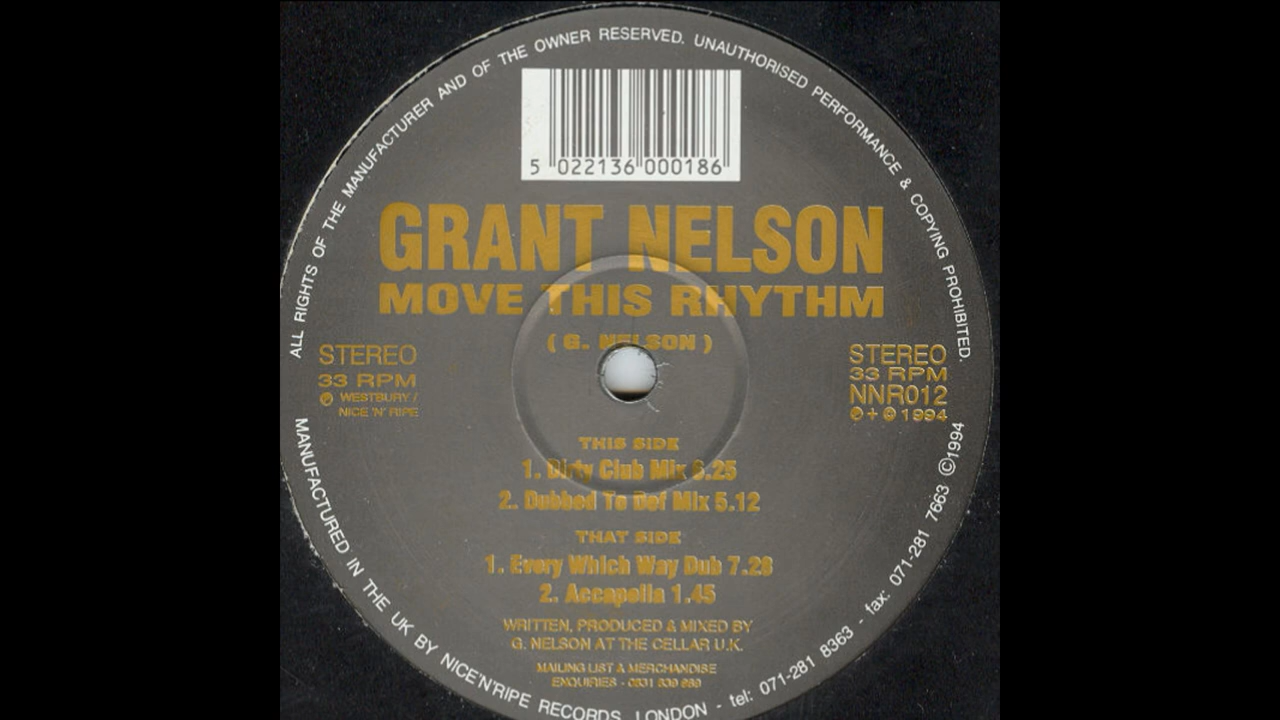 ALL RIGHTS OF THE MANUFACTURER AND OF THE OWNER RESERVED. UNAUTHORISED PERFORMANCE & COPYING PROHIBITED.
5 022136 000186
GRANT NELSON
MOVE THIS RHYTHM
( G. NELSON )
STEREO
33 RPM
℗ WESTBURY /
NICE 'N' RIPE
STEREO
33 RPM
NNR012
℗ + © 1994
THIS SIDE
1. Dirty Club Mix 6.25
2. Dubbed To Def Mix 5.12
THAT SIDE
1. Every Which Way Dub 7.28
2. Accapella 1.45
WRITTEN, PRODUCED & MIXED BY
G. NELSON AT THE CELLAR U.K.
MAILING LIST & MERCHANDISE
ENQUIRIES -
MANUFACTURED IN THE UK BY NICE'N'RIPE RECORDS, LONDON - tel: 071-281 8363 - fax: 071-281 7663 ©1994